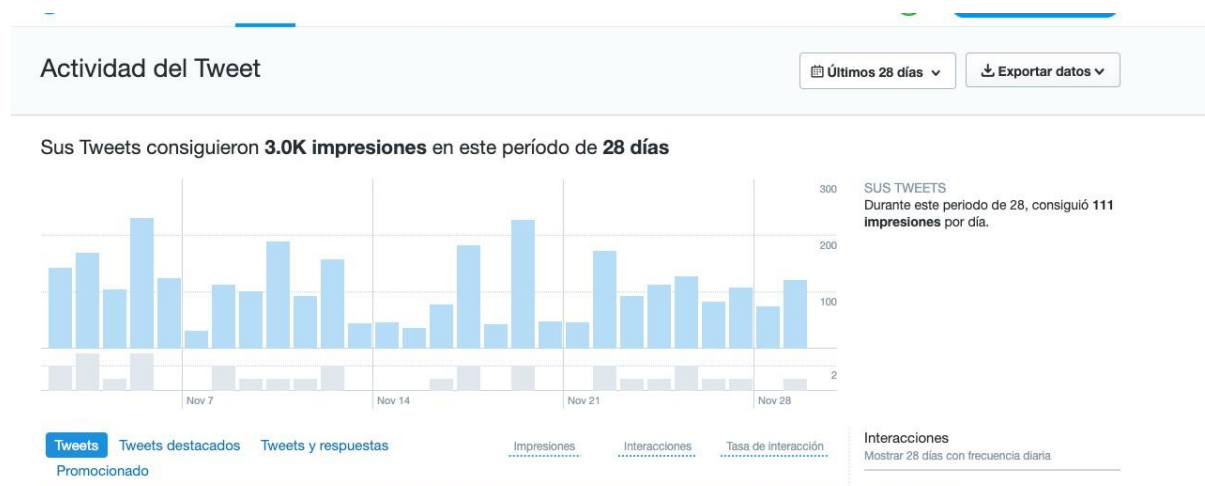 Actividad del Tweet
Últimos 28 días
Exportar datos
Sus Tweets consiguieron 3.0K impresiones en este período de 28 días
300
200
100
2
Nov 7
Nov 14
Nov 21
Nov 28
SUS TWEETS
Durante este periodo de 28, consiguió 111
impresiones por día.
Tweets
Tweets destacados
Tweets y respuestas
Promocionado
Impresiones
Interacciones
Tasa de interacción
Interacciones
Mostrar 28 días con frecuencia diaria